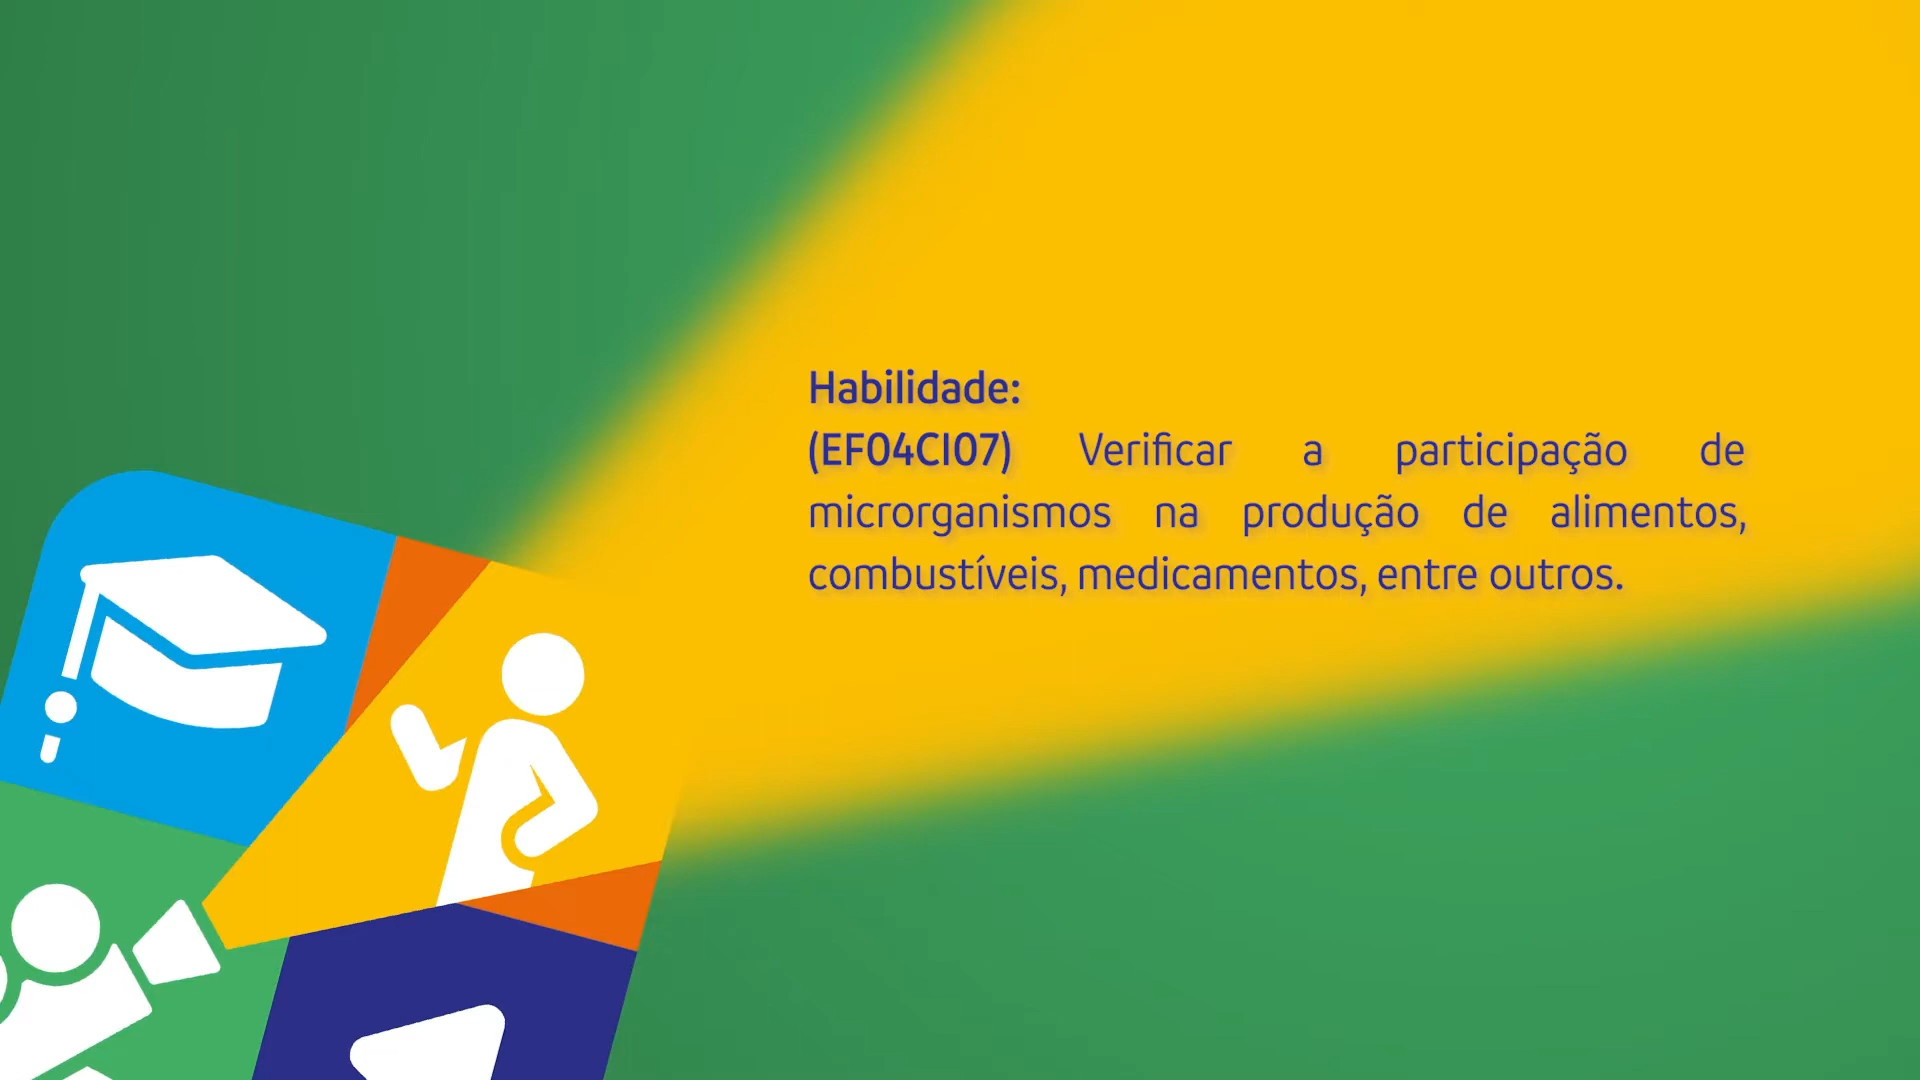 Habilidade:
(EF04CI07) Verificar a participação de
microrganismos na produção de alimentos,
combustíveis, medicamentos, entre outros.